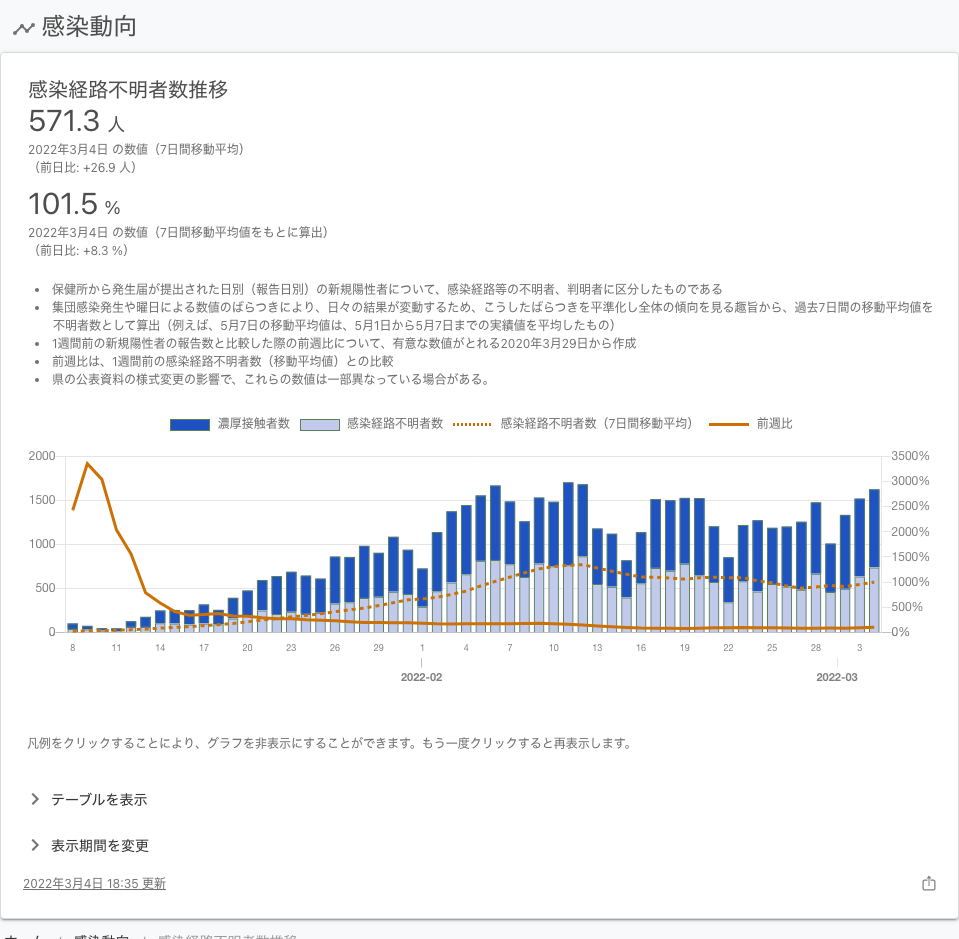 感染動向
感染経路不明者数推移
571.3 人
2022年3月4日 の数値（7日間移動平均）
（前日比: +26.9 人）
101.5 %
2022年3月4日 の数値（7日間移動平均値をもとに算出）
（前日比: +8.3 %）
• 保健所から発生届が提出された日別（報告日別）の新規陽性者について、感染経路等の不明者、判明者に区分したものである
• 集団感染発生や曜日による数値のばらつきにより、日々の結果が変動するため、こうしたばらつきを平準化し全体の傾向を見る趣旨から、過去7日間の移動平均値を
不明者数として算出（例えば、5月7日の移動平均値は、5月1日から5月7日までの実績値を平均したもの）
• 1週間前の新規陽性者の報告数と比較した際の前週比について、有意な数値がとれる2020年3月29日から作成
• 前週比は、1週間前の感染経路不明者数（移動平均値）との比較
• 県の公表資料の様式変更の影響で、これらの数値は一部異なっている場合がある。
濃厚接触者数 感染経路不明者数 感染経路不明者数（7日間移動平均） 前週比
2000 3500%
3000%
1500 2500%
2000%
1000 1500%
1000%
500 500%
0 0%
8 11 14 17 20 23 26 29 1 4 7 10 13 16 19 22 25 28 3
2022-02 2022-03
凡例をクリックすることにより、グラフを非表示にすることができます。もう一度クリックすると再表示します。
テーブルを表示
表示期間を変更
2022年3月4日 18:35 更新